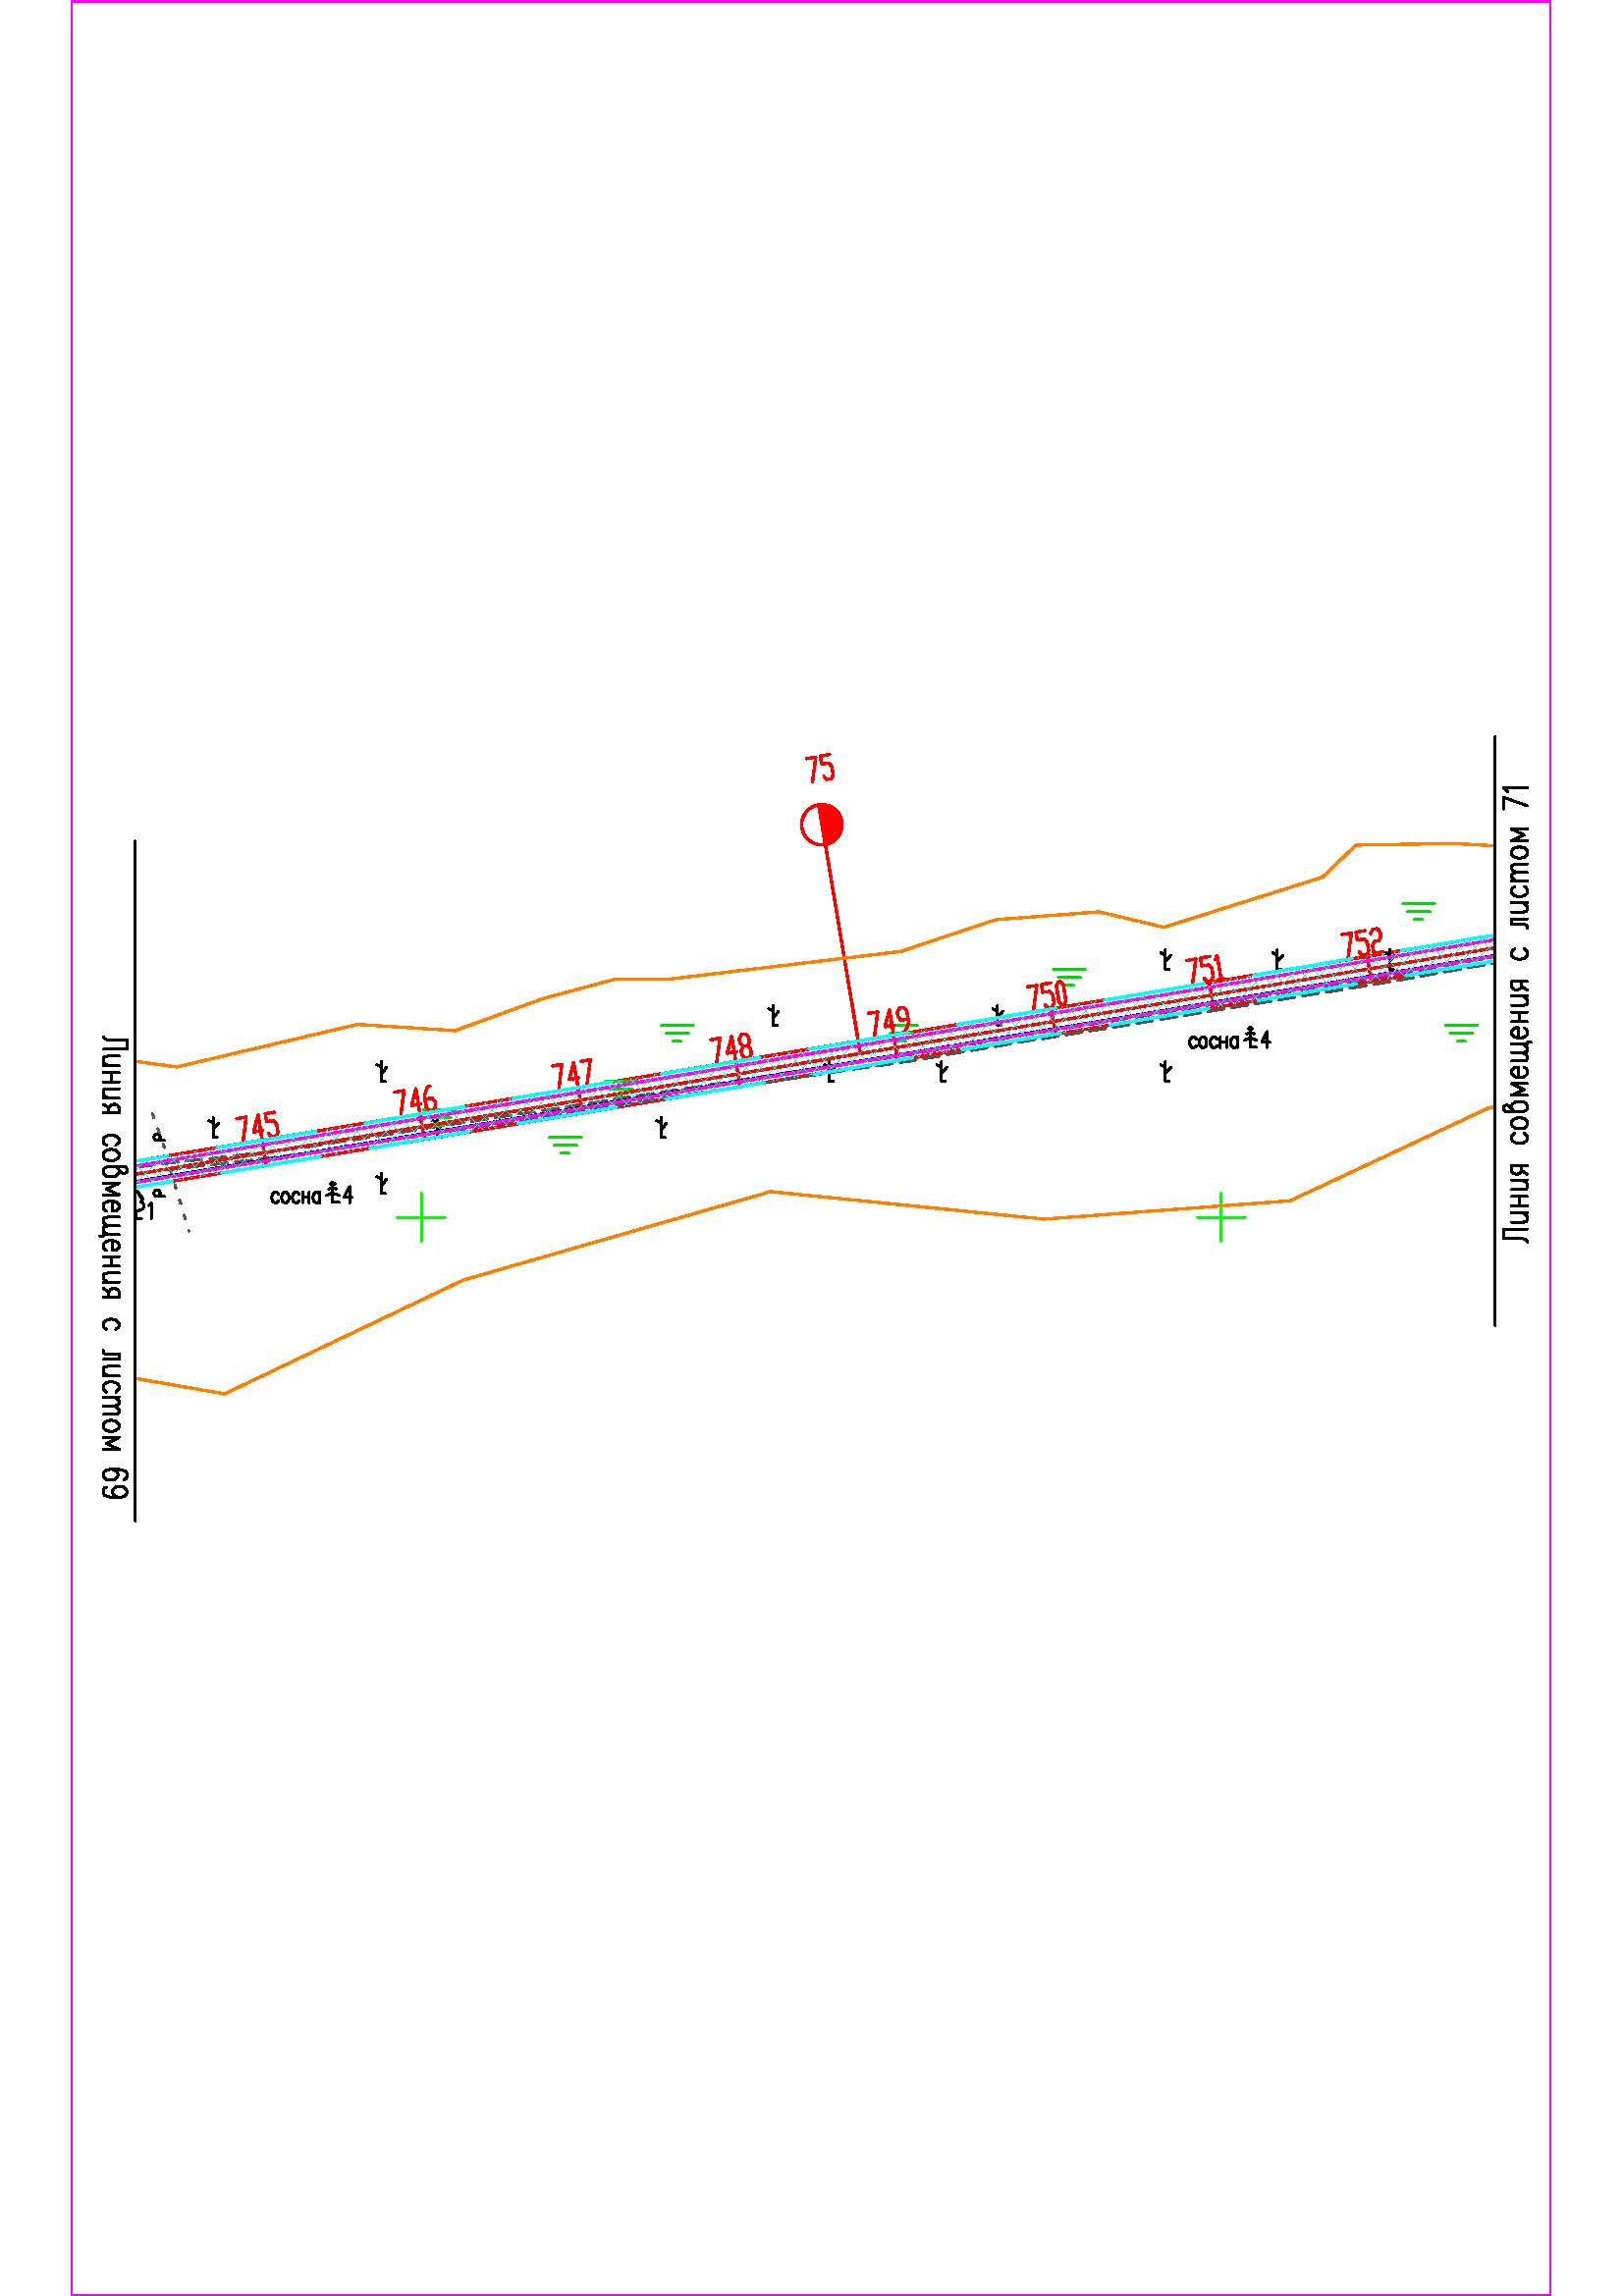 75
Линия совмещения с листом 71
752
751
750
749
748
747
746
745
сосна 4
сосна 4
Линия совмещения с листом 69